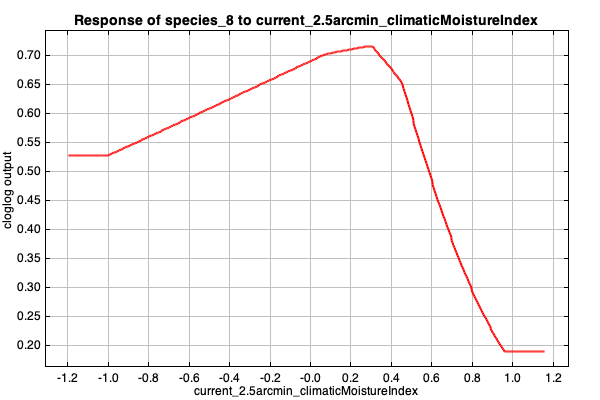 Response of species_8 to current_2.5arcmin_climaticMoistureIndex
cloglog output
0.70
0.65
0.60
0.55
0.50
0.45
0.40
0.35
0.30
0.25
0.20
-1.2 -1.0 -0.8 -0.6 -0.4 -0.2 -0.0 0.2 0.4 0.6 0.8 1.0 1.2
current_2.5arcmin_climaticMoistureIndex